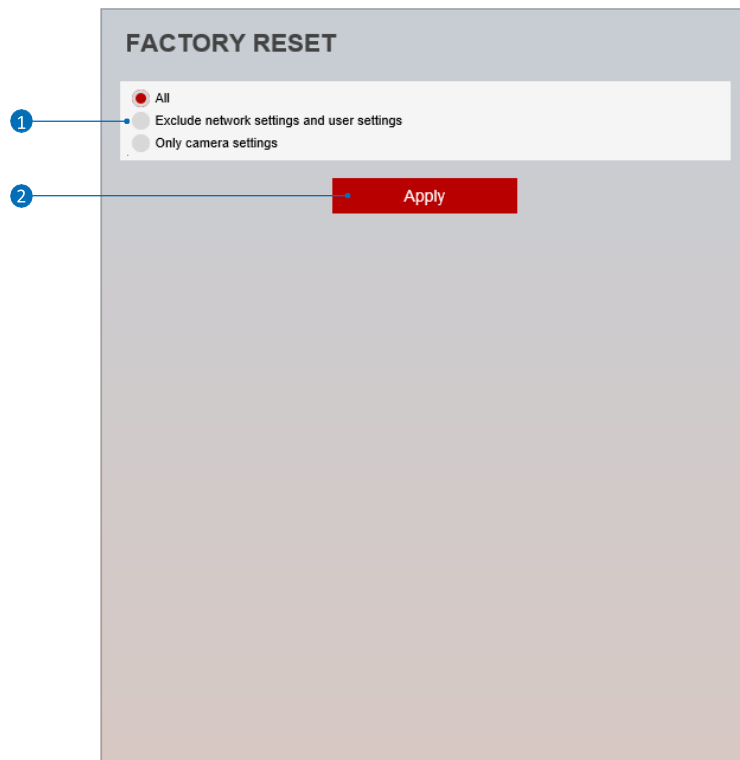 FACTORY RESET
All
1
Exclude network settings and user settings
Only camera settings
2
Apply